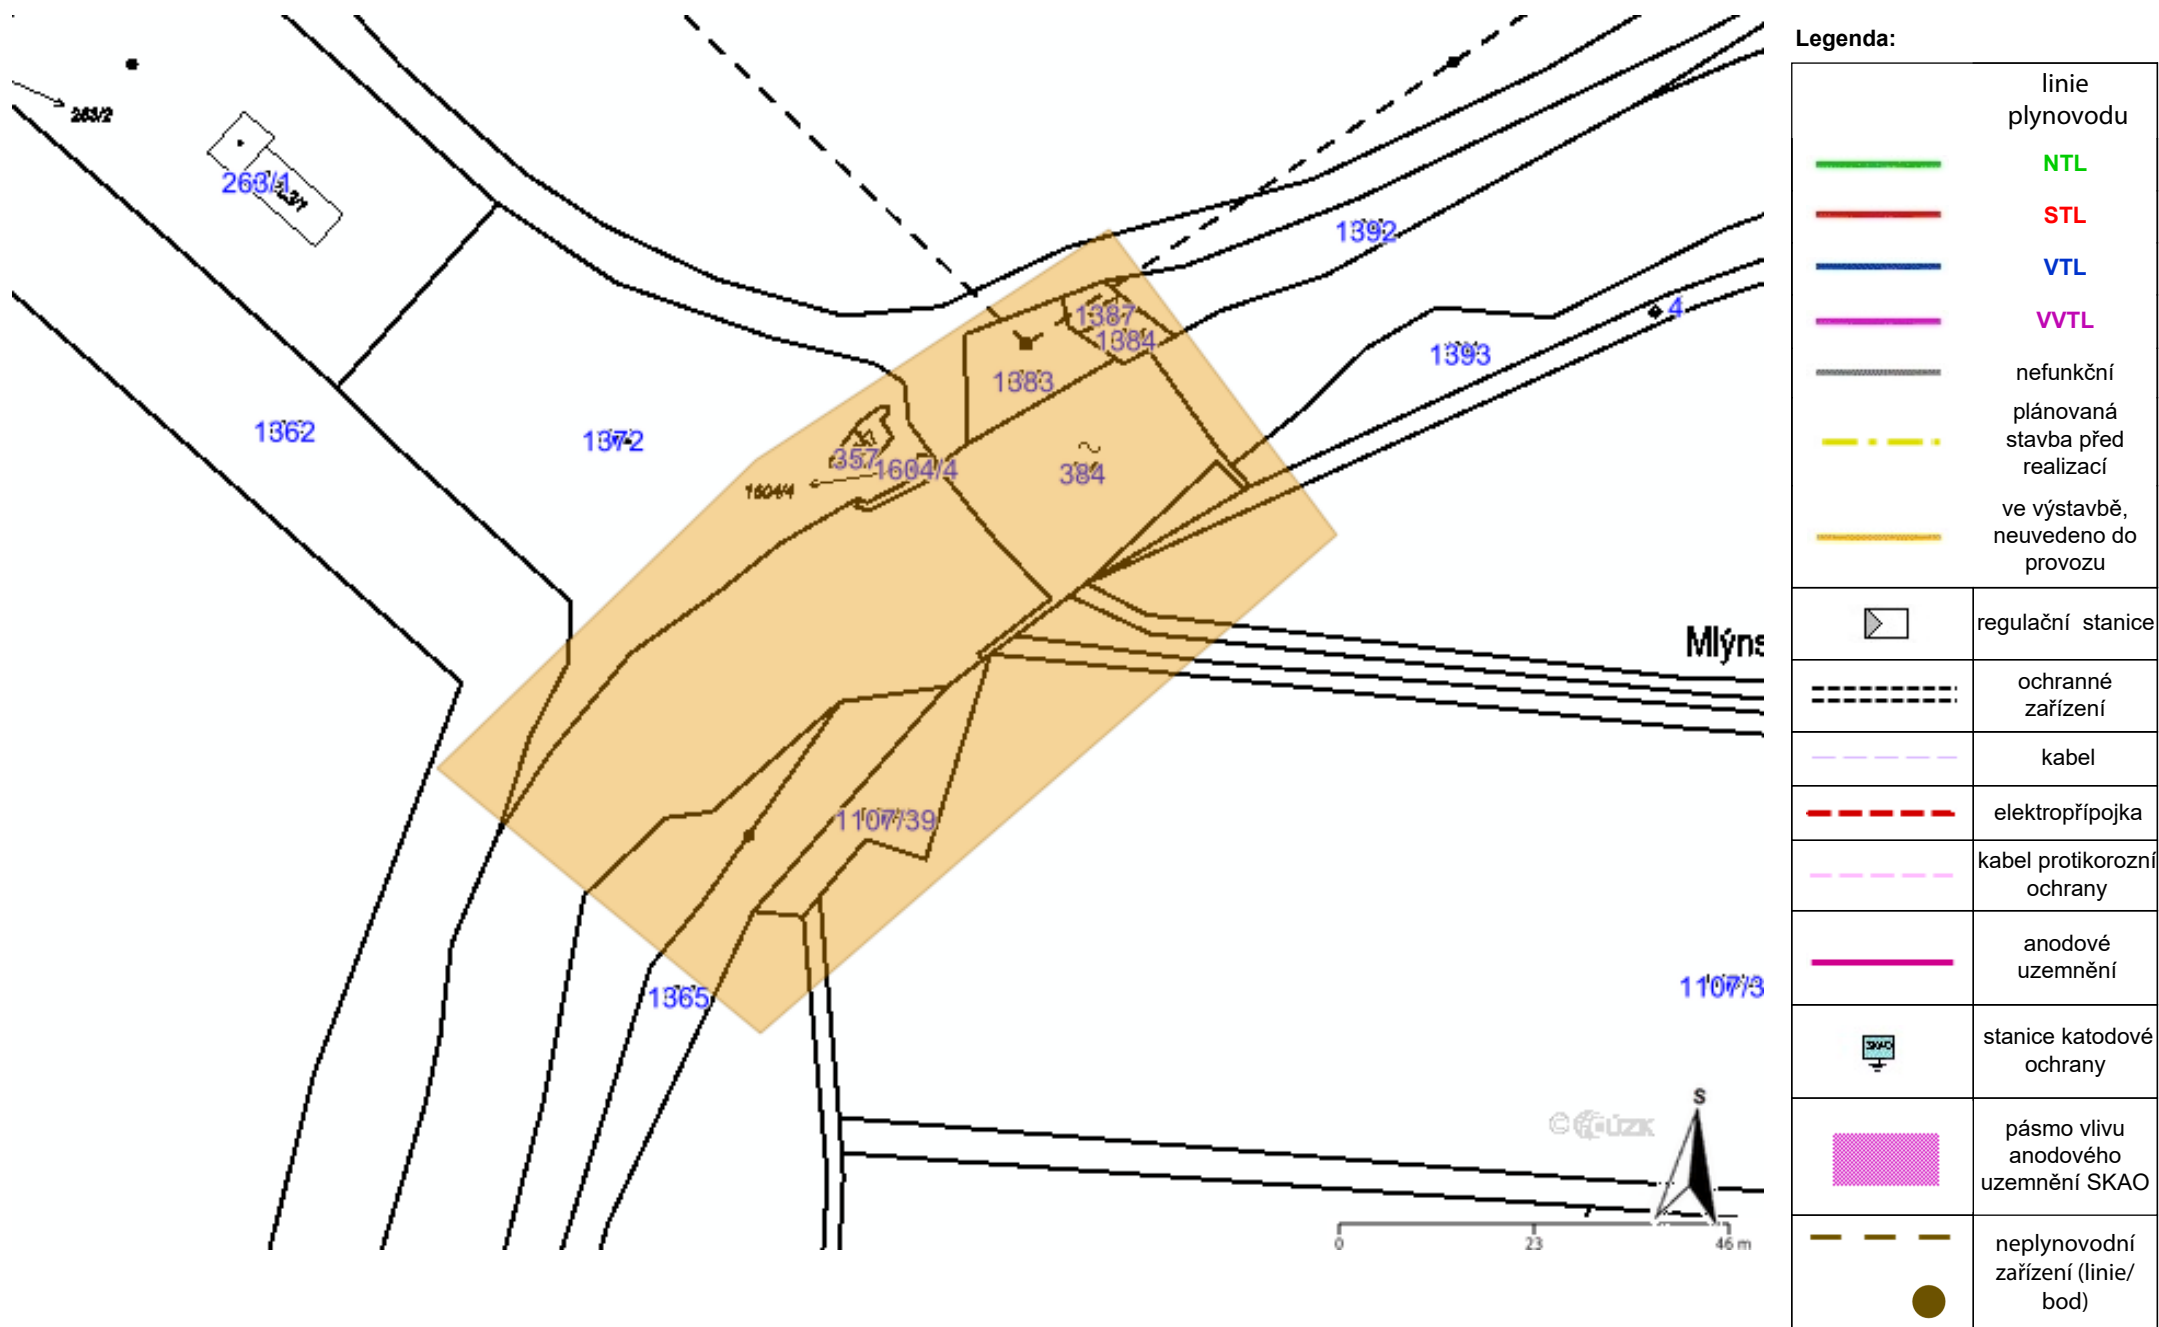 263/2
263/1
1392
4
1387
1384
1393
1383
1362
1372
357
1604/4
384
1604/4
Mlýns
1107/39
1365
1107/3
S
0 23 46 m
Legenda:
linie
plynovodu
NTL
STL
VTL
VVTL
nefunkční
plánovaná
stavba před
realizací
ve výstavbě,
neuvedeno do
provozu
regulační stanice
ochranné
zařízení
kabel
elektropřípojka
kabel protikorozní
ochrany
anodové
uzemnění
SKAO
stanice katodové
ochrany
pásmo vlivu
anodového
uzemnění SKAO
neplynovodní
zařízení (linie/
bod)